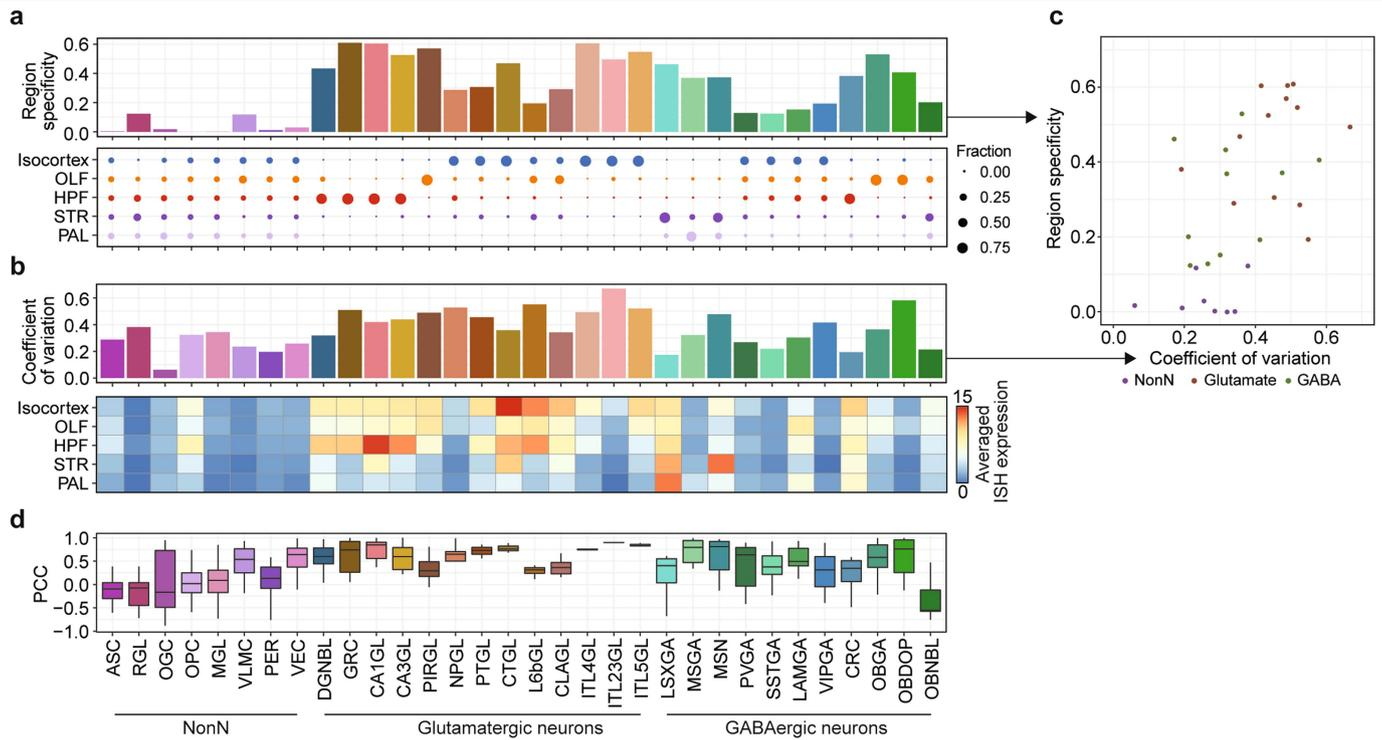 a
Region
specificity
0.6
0.4
0.2
0.0
Isocortex
OLF
HPF
STR
PAL
Fraction
0.00
0.25
0.50
0.75
b
Coefficient
of variation
0.6
0.4
0.2
0.0
Isocortex
OLF
HPF
STR
PAL
15
0
Averaged
ISH expression
c
Region specificity
0.6
0.4
0.2
0.0
0.0 0.2 0.4 0.6
Coefficient of variation
NonN Glutamate GABA
d
PCC
1.0
0.5
0.0
−0.5
−1.0
ASC RGL OGC OPC MGL VLMC PER VEC DGNBL GRC CA1GL CA3GL PIRGL NPGL PTGL CTGL L6bGL CLAGL ITL4GL ITL23GL ITL5GL LSXGA MSGA MSN PVGA SSTGA LAMGA VIPGA CRC OBGA OBDOP OBNBL
NonN Glutamatergic neurons GABAergic neurons